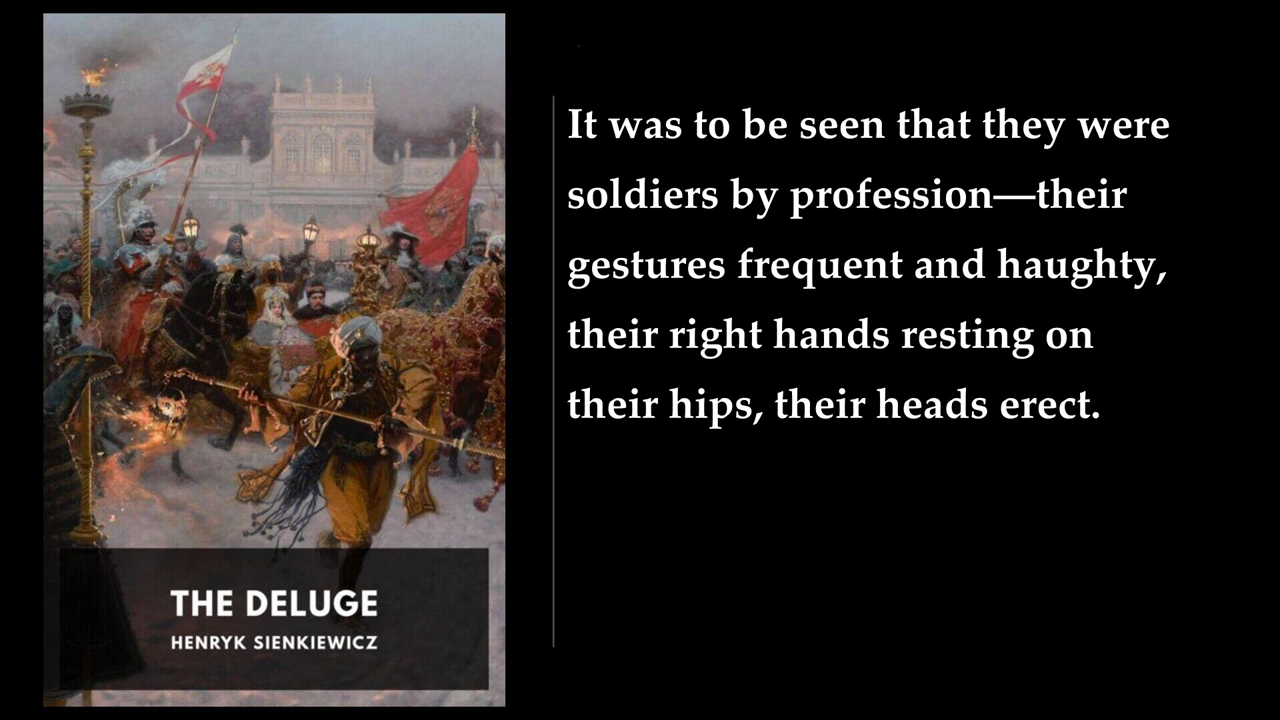 THE DELUGE
HENRYK SIENKIEWICZ
It was to be seen that they were
soldiers by profession—their
gestures frequent and haughty,
their right hands resting on
their hips, their heads erect.